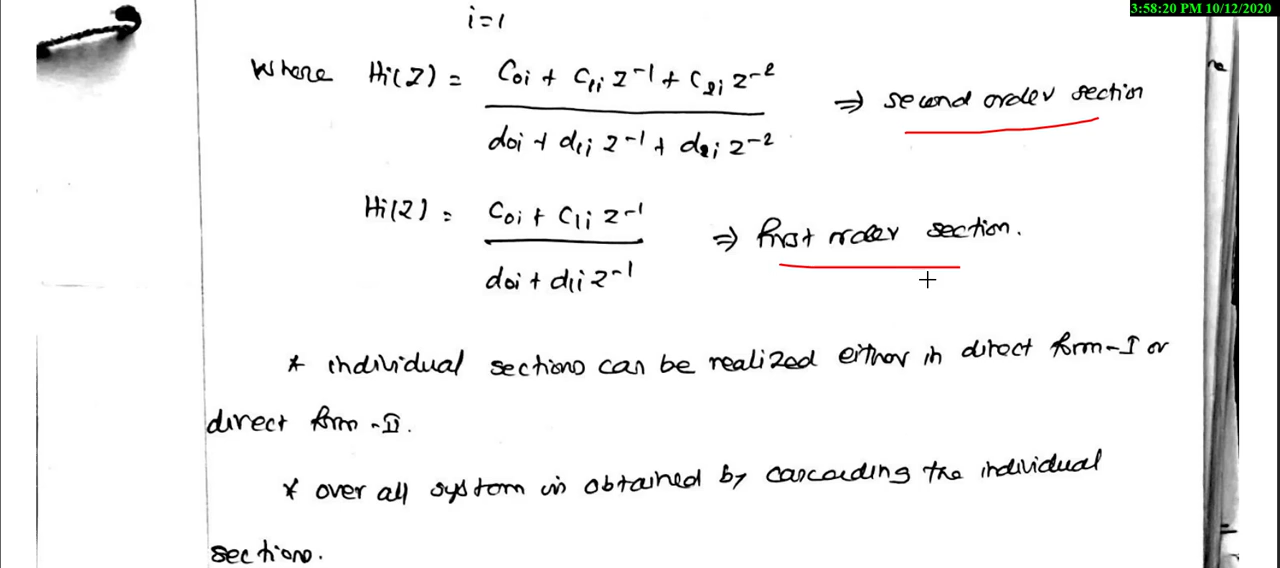 3:58:20 PM 10/12/2020
i=1
Where Hi(Z) = C0i + C1i Z^-1 + C2i Z^-2 / d0i + d1i Z^-1 + d2i Z^-2 ⇒ second order section
Hi(Z) = C0i + C1i Z^-1 / d0i + d1i Z^-1 ⇒ first order section.
* individual sections can be realized either in direct form-I or
direct form-II.
* over all system is obtained by cascading the individual
sections.